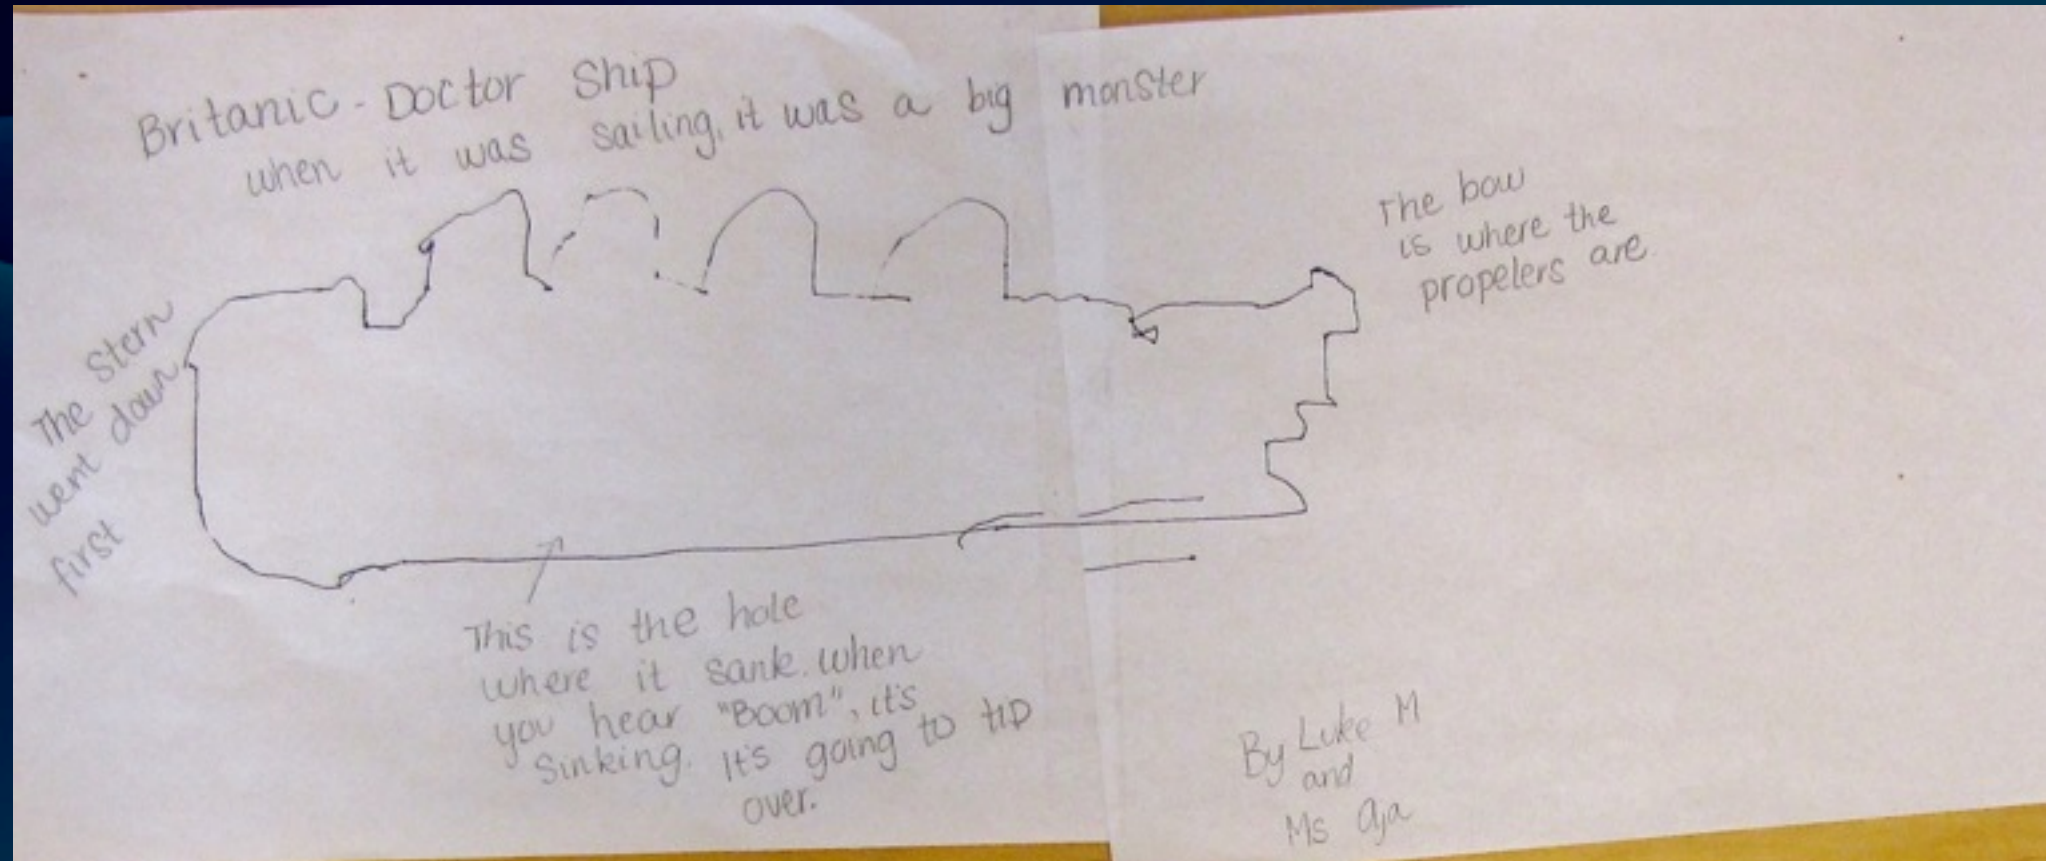 Britanic - Doctor Ship
when it was sailing, it was a big monster
The bow
is where the
propelers are
The stern
went down
first
This is the hole
where it sank. when
you hear "Boom", it's
Sinking. It's going to tip
over.
By Luke M
and
Ms Aja